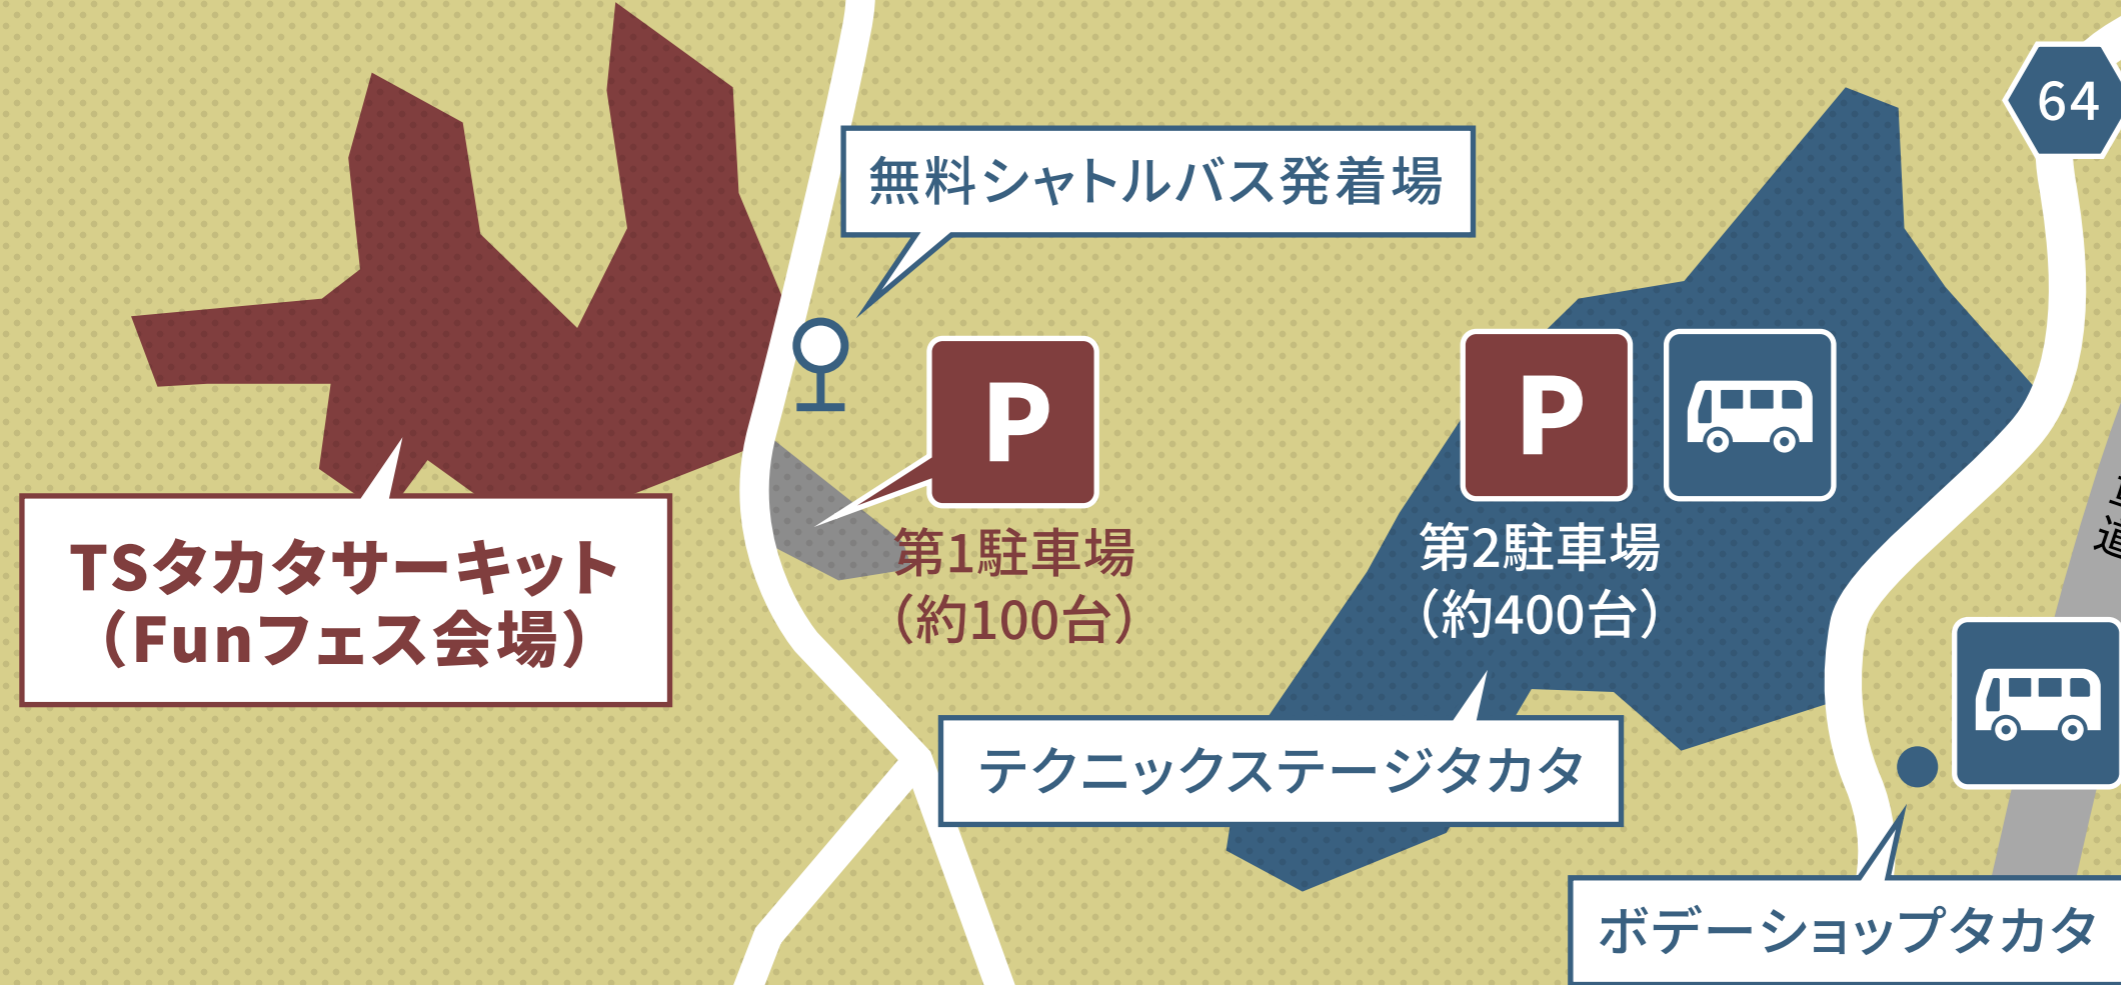 64
無料シャトルバス発着場
P
P
第1駐車場
（約100台）
第2駐車場
（約400台）
TSタカタサーキット
（Funフェス会場）
テクニックステージタカタ
道
ボデーショップタカタ